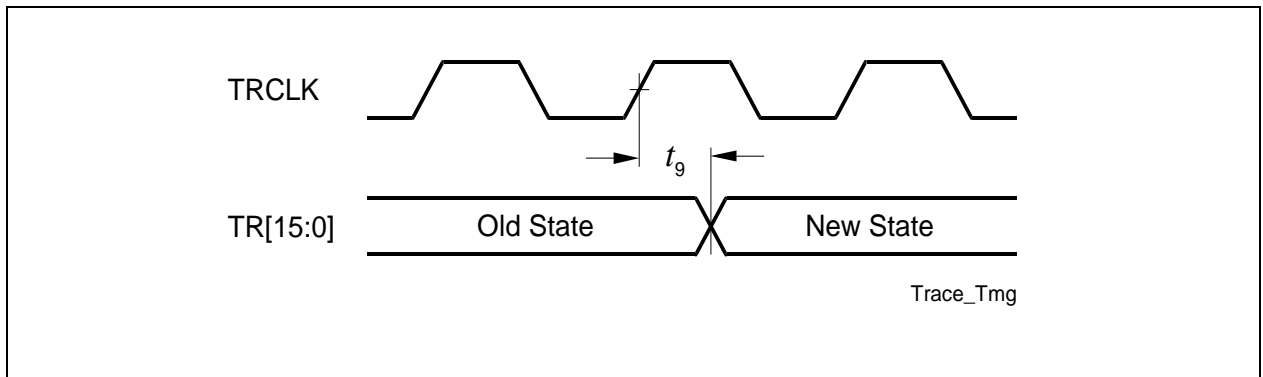 TRCLK
t9
TR[15:0]
Old State
New State
Trace_Tmg